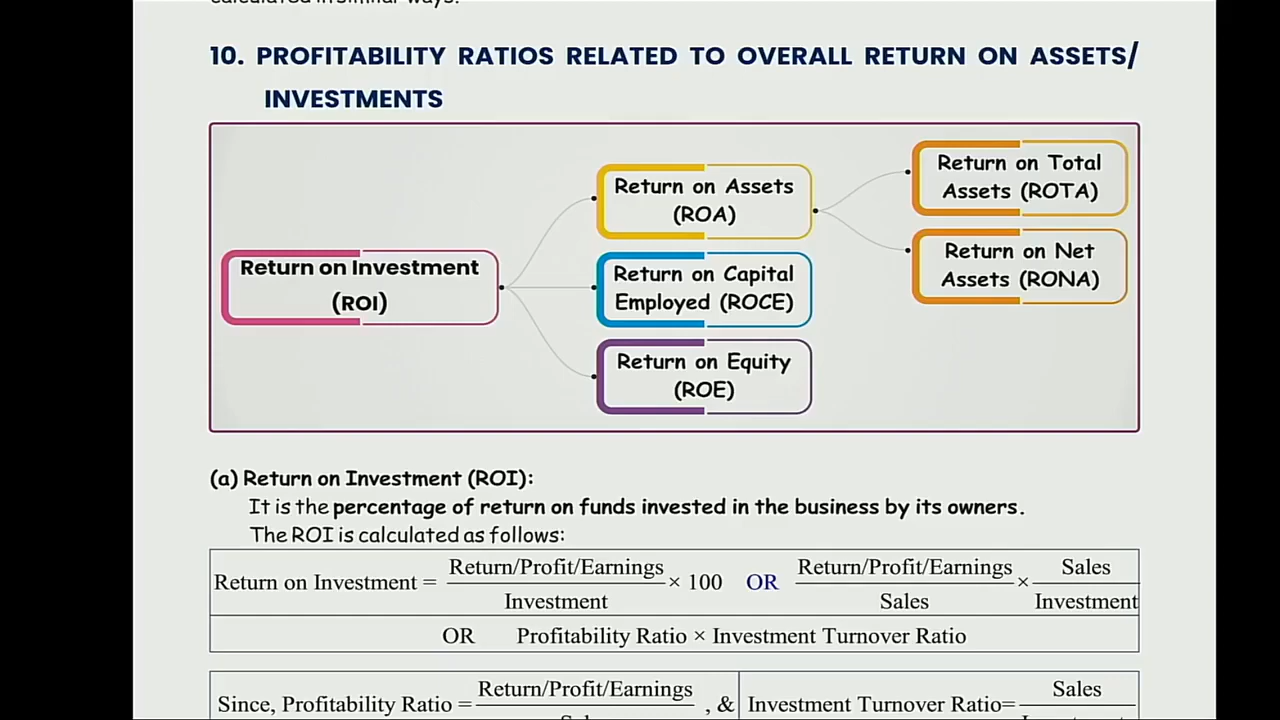 calculated in similar ways.
10. PROFITABILITY RATIOS RELATED TO OVERALL RETURN ON ASSETS/
INVESTMENTS
Return on Investment
(ROI)
Return on Assets
(ROA)
Return on Capital
Employed (ROCE)
Return on Equity
(ROE)
Return on Total
Assets (ROTA)
Return on Net
Assets (RONA)
(a) Return on Investment (ROI):
It is the percentage of return on funds invested in the business by its owners.
The ROI is calculated as follows:
Return on Investment = Return/Profit/Earnings / Investment × 100 OR Return/Profit/Earnings / Sales × Sales / Investment
OR Profitability Ratio × Investment Turnover Ratio
Since, Profitability Ratio = Return/Profit/Earnings , & Investment Turnover Ratio= Sales